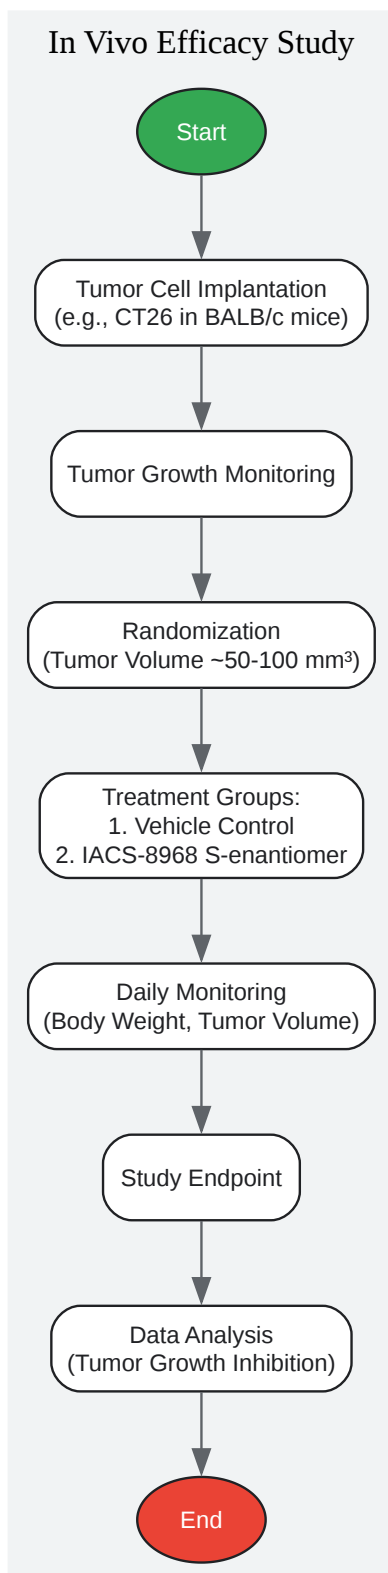 In Vivo Efficacy Study
Start
Tumor Cell Implantation
(e.g., CT26 in BALB/c mice)
Tumor Growth Monitoring
Randomization
(Tumor Volume ~50-100 mm³)
Treatment Groups:
1. Vehicle Control
2. IACS-8968 S-enantiomer
Daily Monitoring
(Body Weight, Tumor Volume)
Study Endpoint
Data Analysis
(Tumor Growth Inhibition)
End